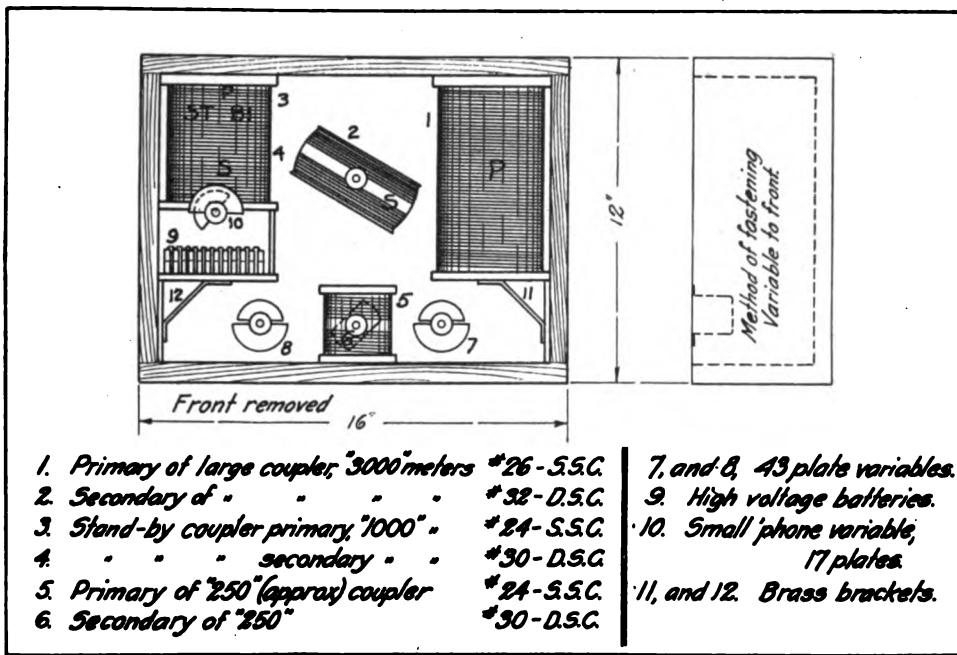 P
3
ST BI
4
S
10
9
12
2
S
1
P
11
5
6
8
7
12"
Method of fastening
Variable to front.
Front removed
16"
1. Primary of large coupler, "3000" meters #26-S.S.C.
2. Secondary of " " " " #32-D.S.C.
3. Stand-by coupler primary, "1000" " #24-S.S.C.
4. " " " secondary " " #30-D.S.C.
5. Primary of "250" (approx) coupler #24-S.S.C.
6. Secondary of "250" #30-D.S.C.
7, and 8, 43 plate variables.
9. High voltage batteries.
10. Small 'phone variable,
17 plates.
11, and 12. Brass brackets.